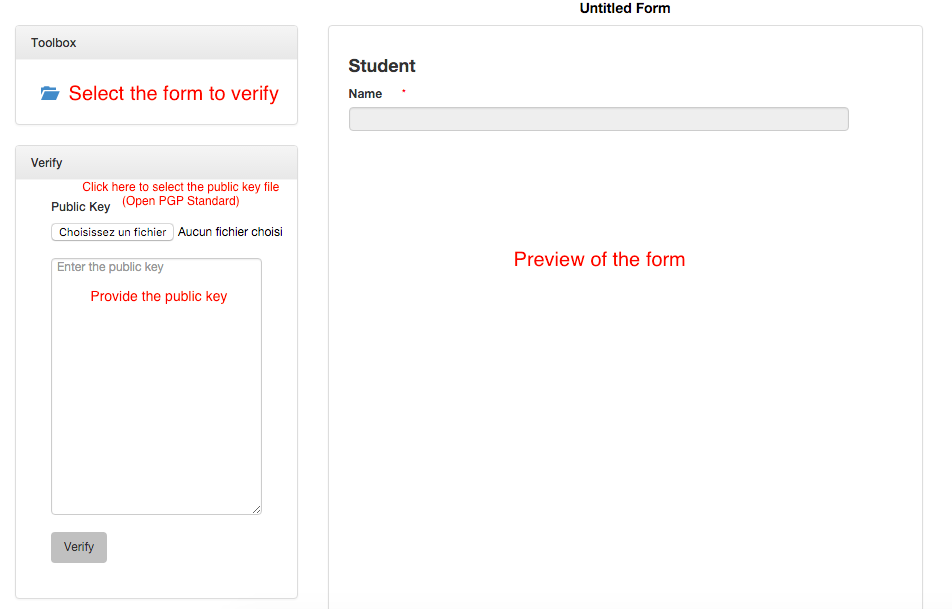 Untitled Form
Toolbox
Select the form to verify
Verify
Click here to select the public key file
(Open PGP Standard)
Public Key
Choisissez un fichier Aucun fichier choisi
Enter the public key
Provide the public key
Verify
Student
Name *
Preview of the form